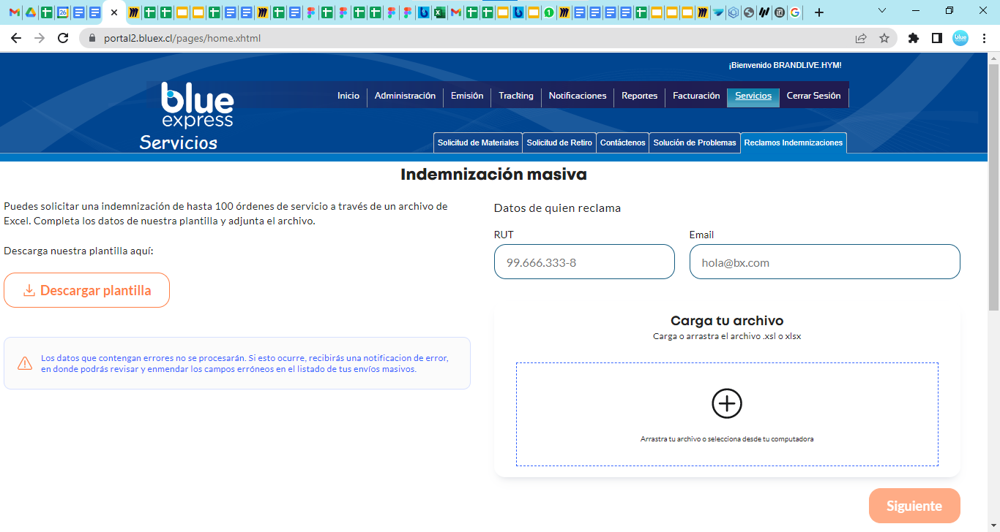 26
1
portal2.bluex.cl/pages/home.xhtml
blue
¡Bienvenido BRANDLIVE.HYM!
blue express
Inicio
Administración
Emisión
Tracking
Notificaciones
Reportes
Facturación
Servicios
Cerrar Sesión
Servicios
Solicitud de Materiales
Solicitud de Retiro
Contáctenos
Solución de Problemas
Reclamos Indemnizaciones
Indemnización masiva
Puedes solicitar una indemnización de hasta 100 órdenes de servicio a través de un archivo de
Excel. Completa los datos de nuestra plantilla y adjunta el archivo.
Descarga nuestra plantilla aquí:
Descargar plantilla
Los datos que contengan errores no se procesarán. Si esto ocurre, recibirás una notificacion de error,
en donde podrás revisar y enmendar los campos erróneos en el listado de tus envíos masivos.
Datos de quien reclama
RUT
Email
99.666.333-8
hola@bx.com
Carga tu archivo
Carga o arrastra el archivo .xsl o xlsx
Arrastra tu archivo o selecciona desde tu computadora
Siguiente